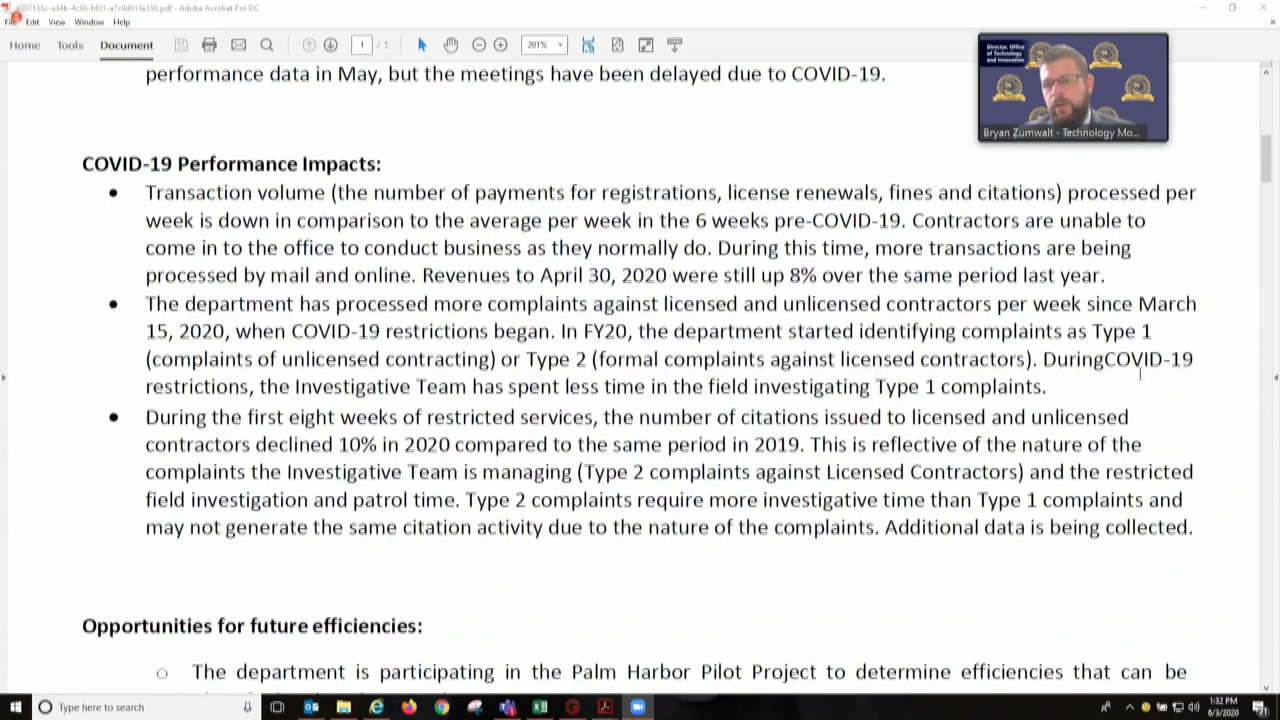 Adobe Acrobat Pro DC
File Edit View Window Help
Home Tools Document 1 / 5 201%
performance data in May, but the meetings have been delayed due to COVID-19.
Director, Office
of Technology
and Innovation
Bryan Zumwalt - Technology Mo...
COVID-19 Performance Impacts:
• Transaction volume (the number of payments for registrations, license renewals, fines and citations) processed per
week is down in comparison to the average per week in the 6 weeks pre-COVID-19. Contractors are unable to
come in to the office to conduct business as they normally do. During this time, more transactions are being
processed by mail and online. Revenues to April 30, 2020 were still up 8% over the same period last year.
• The department has processed more complaints against licensed and unlicensed contractors per week since March
15, 2020, when COVID-19 restrictions began. In FY20, the department started identifying complaints as Type 1
(complaints of unlicensed contracting) or Type 2 (formal complaints against licensed contractors). DuringCOVID-19
restrictions, the Investigative Team has spent less time in the field investigating Type 1 complaints.
• During the first eight weeks of restricted services, the number of citations issued to licensed and unlicensed
contractors declined 10% in 2020 compared to the same period in 2019. This is reflective of the nature of the
complaints the Investigative Team is managing (Type 2 complaints against Licensed Contractors) and the restricted
field investigation and patrol time. Type 2 complaints require more investigative time than Type 1 complaints and
may not generate the same citation activity due to the nature of the complaints. Additional data is being collected.
Opportunities for future efficiencies:
○ The department is participating in the Palm Harbor Pilot Project to determine efficiencies that can be
Type here to search
1:32 PM
6/3/2020
21